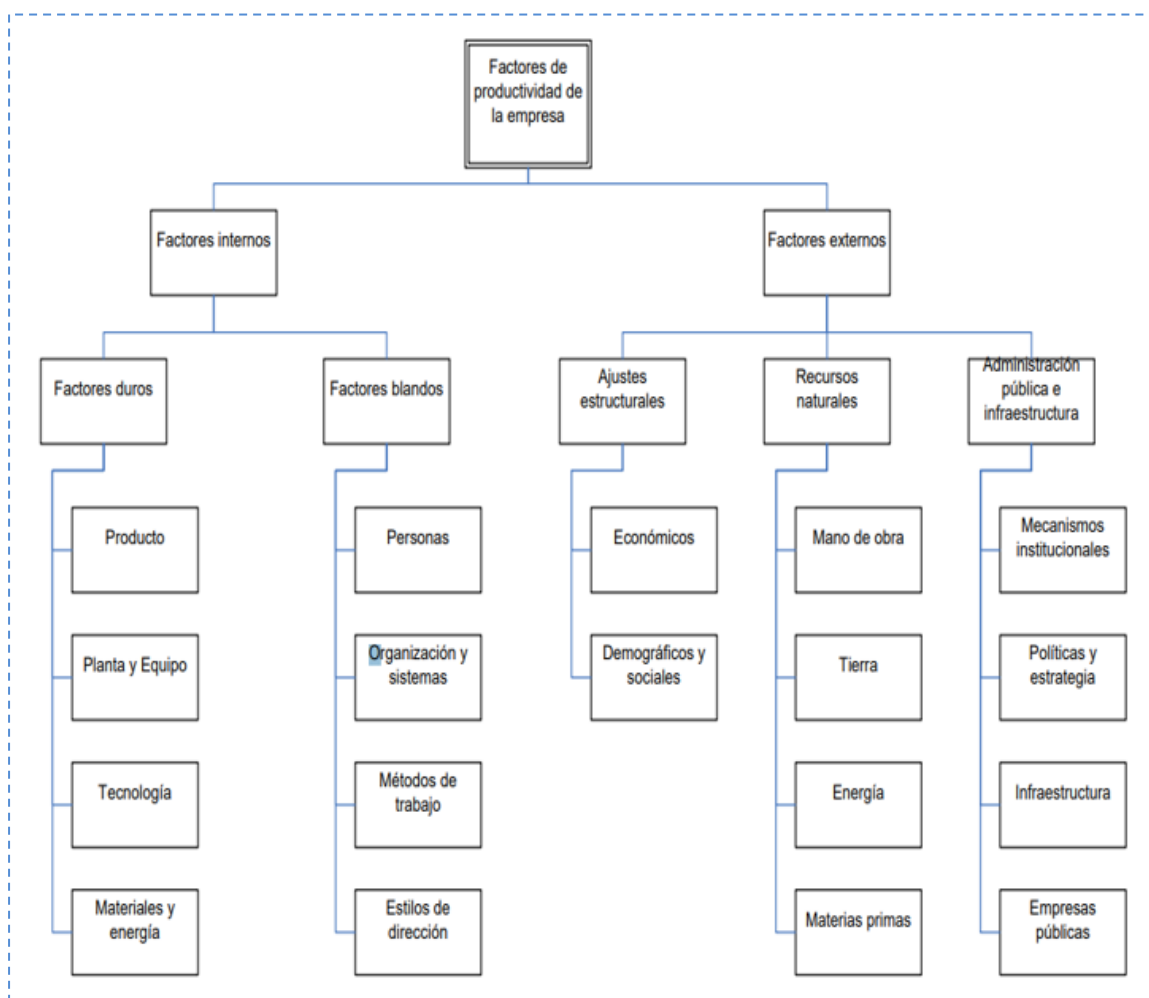 Factores de
productividad de
la empresa
Factores internos
Factores externos
Factores duros
Factores blandos
Ajustes
estructurales
Recursos
naturales
Administración
pública e
infraestructura
Producto
Personas
Económicos
Mano de obra
Mecanismos
institucionales
Planta y Equipo
Organización y
sistemas
Demográficos y
sociales
Tierra
Políticas y
estrategia
Tecnología
Métodos de
trabajo
Energía
Infraestructura
Materiales y
energía
Estilos de
dirección
Materias primas
Empresas
públicas